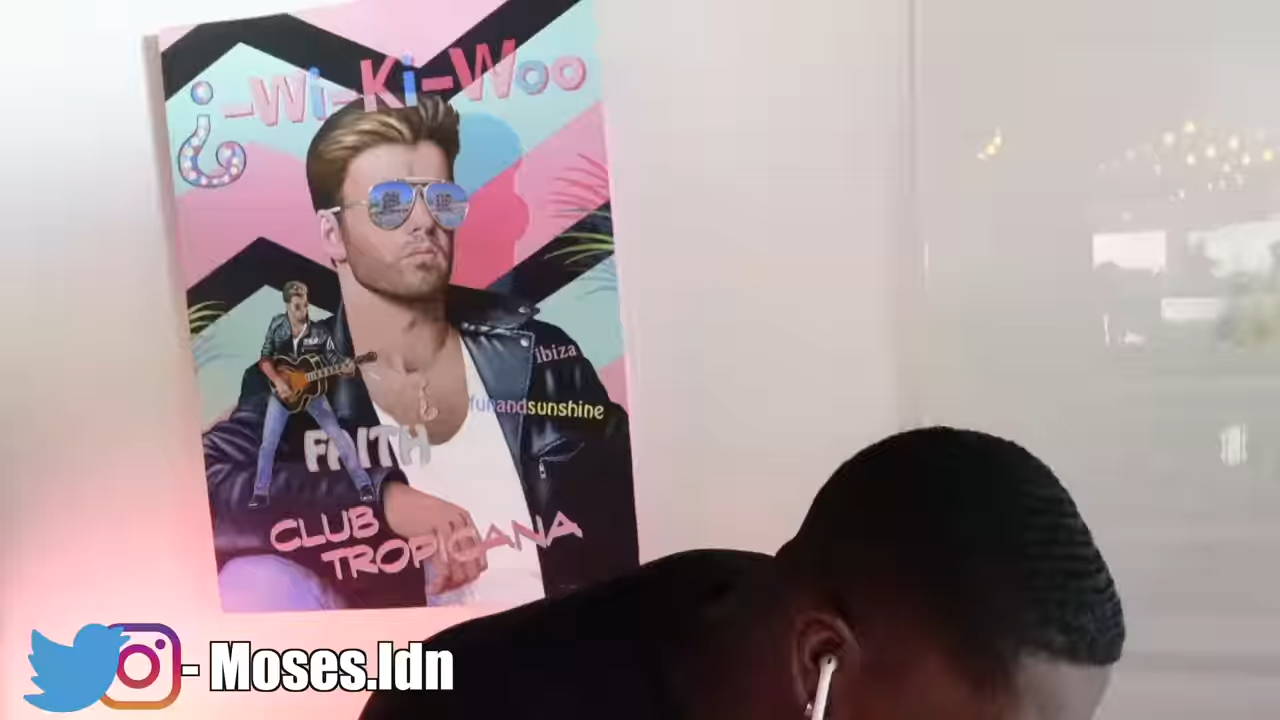 ¿-Wi-Ki-Woo
ibiza
funandsunshine
FAITH
CLUB
TROPICANA
- Moses.ldn